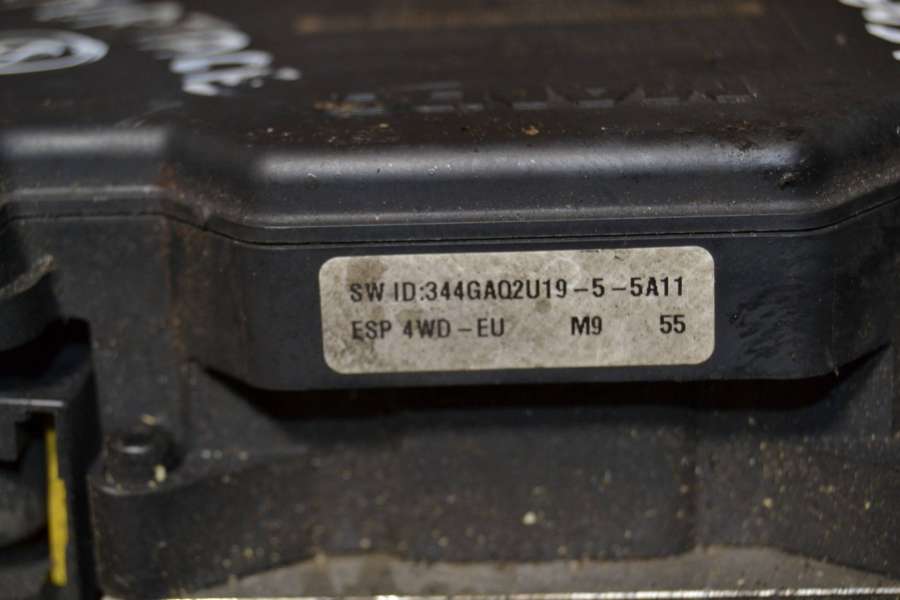 SW ID:344GAQ2U19-5-5A11
ESP 4WD-EU M9 55